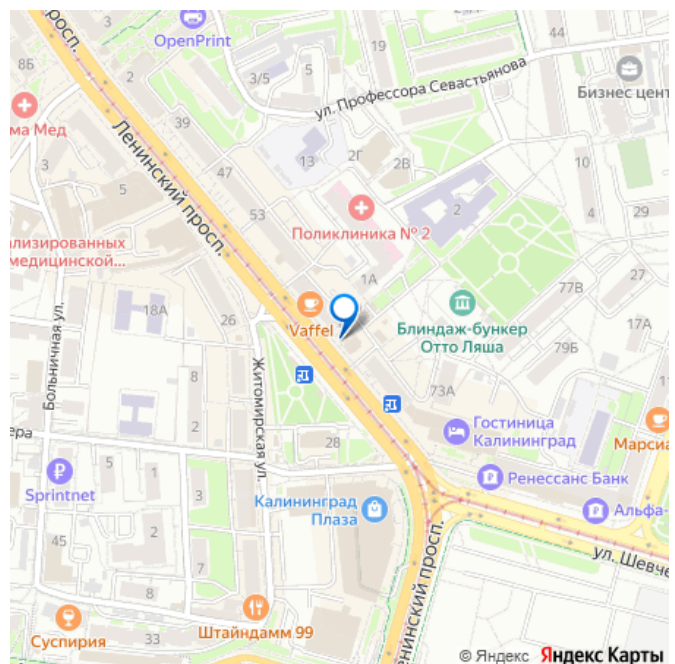 OpenPrint
19
16
8Б
2
3/5
5
ул. Профессора Севастьянова
Бизнес цент
ма Мед
39
Ленинский просп.
13
2Г
2В
10
3
5
47
53
Поликлиника № 2
2
4
29
ализированных
медицинской...
1А
27
77В
18А
26
Vaffel
Блиндаж-бункер
Отто Ляша
17А
79Б
Больничная ул.
8
Житомирская ул.
73А
Гостиница
Калининград
Марсиа
ера
2
28
1
5
Sprintnet
3
Калининград
Плаза
Ренессанс Банк
Альфа-
45
2
7
8
ул. Шевче
Ленинский просп.
Суспирия
33
Штайндамм 99
© Яндекс Яндекс Карты